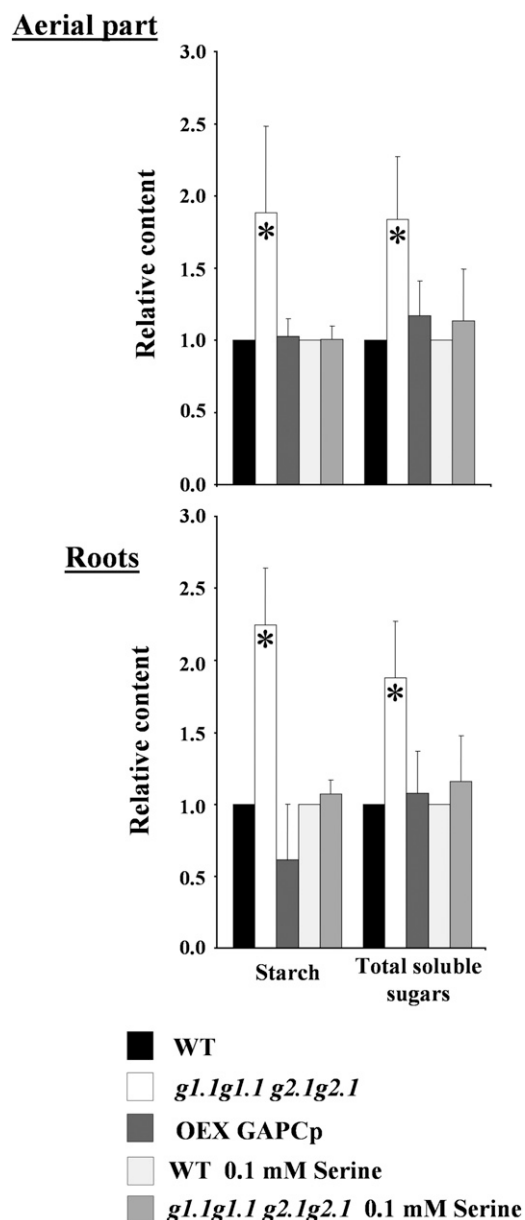 Aerial part
3.0
2.5
2.0
1.5
1.0
0.5
0.0
Relative content
*
*
Roots
3.0
2.5
2.0
1.5
1.0
0.5
0.0
Relative content
*
*
Starch
Total soluble
sugars
WT
g1.1g1.1 g2.1g2.1
OEX GAPCp
WT 0.1 mM Serine
g1.1g1.1 g2.1g2.1 0.1 mM Serine